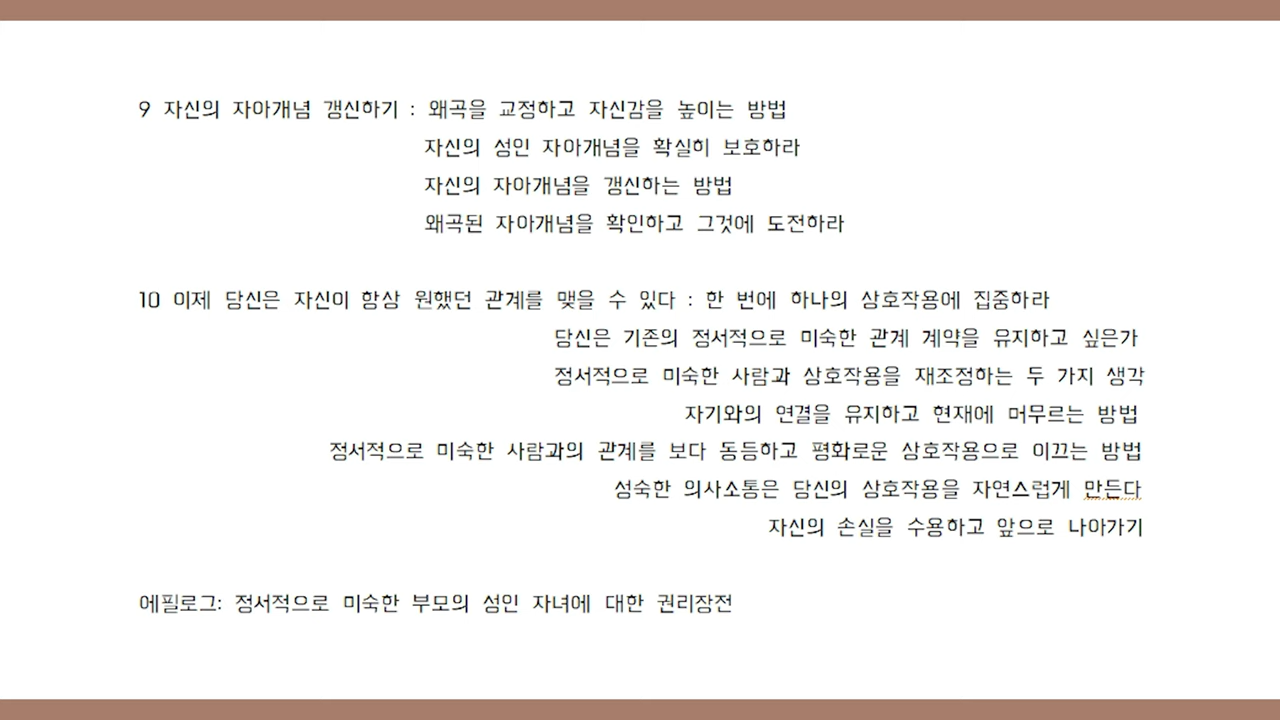 9 자신의 자아개념 갱신하기 : 왜곡을 교정하고 자신감을 높이는 방법
자신의 성인 자아개념을 확실히 보호하라
자신의 자아개념을 갱신하는 방법
왜곡된 자아개념을 확인하고 그것에 도전하라
10 이제 당신은 자신이 항상 원했던 관계를 맺을 수 있다 : 한 번에 하나의 상호작용에 집중하라
당신은 기존의 정서적으로 미숙한 관계 계약을 유지하고 싶은가
정서적으로 미숙한 사람과 상호작용을 재조정하는 두 가지 생각
자기와의 연결을 유지하고 현재에 머무르는 방법
정서적으로 미숙한 사람과의 관계를 보다 동등하고 평화로운 상호작용으로 이끄는 방법
성숙한 의사소통은 당신의 상호작용을 자연스럽게 만든다
자신의 손실을 수용하고 앞으로 나아가기
에필로그: 정서적으로 미숙한 부모의 성인 자녀에 대한 권리장전